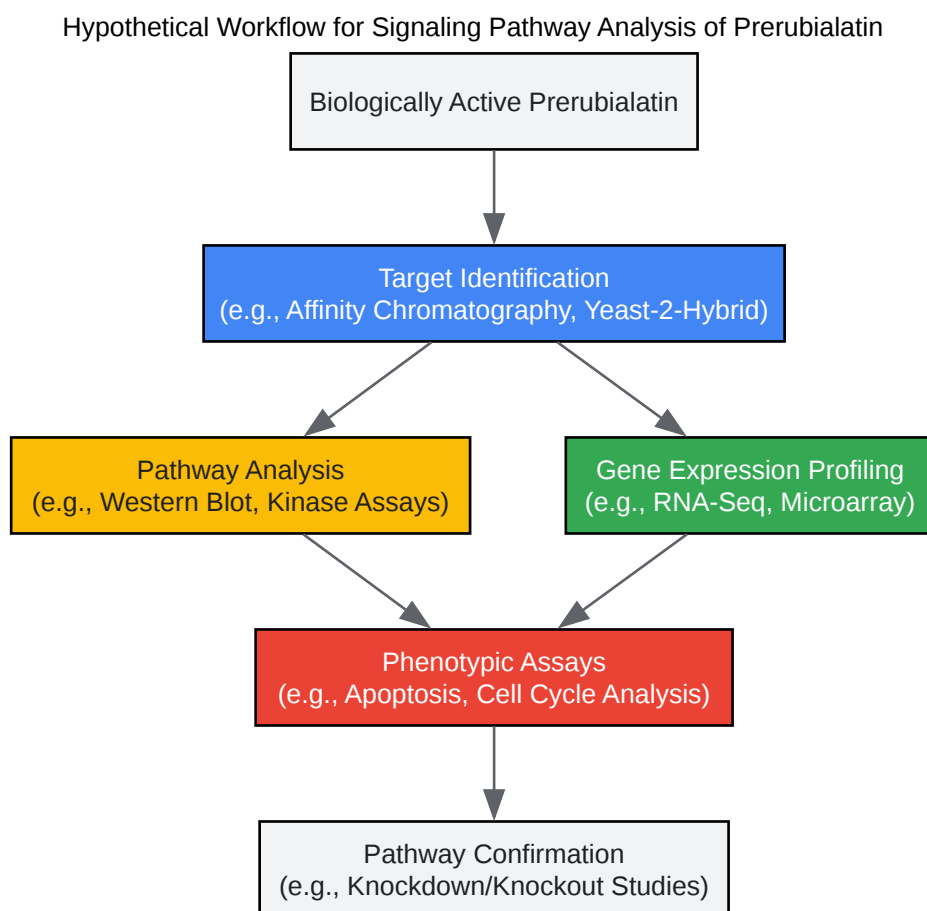 Hypothetical Workflow for Signaling Pathway Analysis of Prerubialatin
Biologically Active Prerubialatin
Target Identification
(e.g., Affinity Chromatography, Yeast-2-Hybrid)
Pathway Analysis
(e.g., Western Blot, Kinase Assays)
Gene Expression Profiling
(e.g., RNA-Seq, Microarray)
Phenotypic Assays
(e.g., Apoptosis, Cell Cycle Analysis)
Pathway Confirmation
(e.g., Knockdown/Knockout Studies)